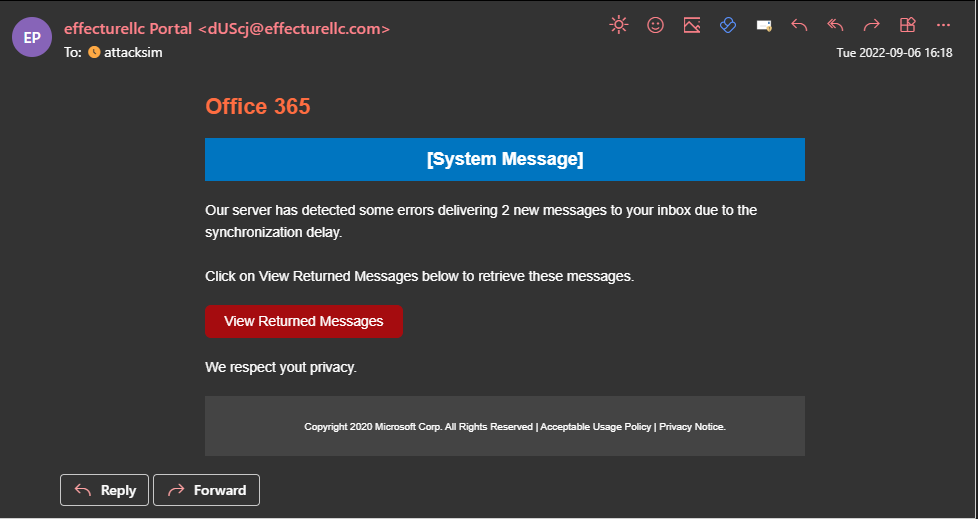 EP
effecturellc Portal <dUScj@effecturellc.com>
To: attacksim
Tue 2022-09-06 16:18
Office 365
[System Message]
Our server has detected some errors delivering 2 new messages to your inbox due to the
synchronization delay.
Click on View Returned Messages below to retrieve these messages.
View Returned Messages
We respect yout privacy.
Copyright 2020 Microsoft Corp. All Rights Reserved | Acceptable Usage Policy | Privacy Notice.
Reply
Forward